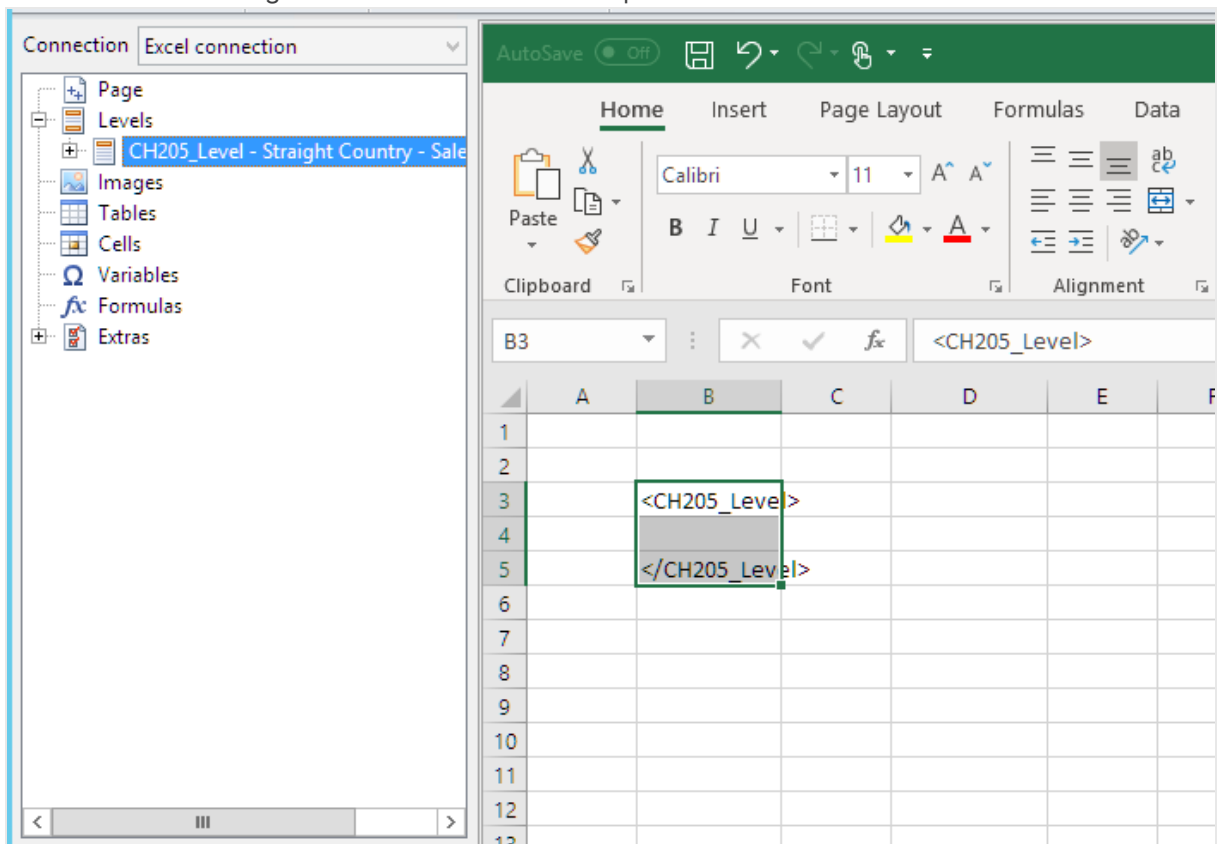 Connection Excel connection
Page
Levels
CH205_Level - Straight Country - Sale
Images
Tables
Cells
Variables
Formulas
Extras
AutoSave Off
Home Insert Page Layout Formulas Data
Paste
Calibri 11 A A ab c
B I U A
Clipboard Font Alignment
B3 fx <CH205_Level>
A B C D E F
1
2
3 <CH205_Level>
4
5 </CH205_Level>
6
7
8
9
10
11
12
13